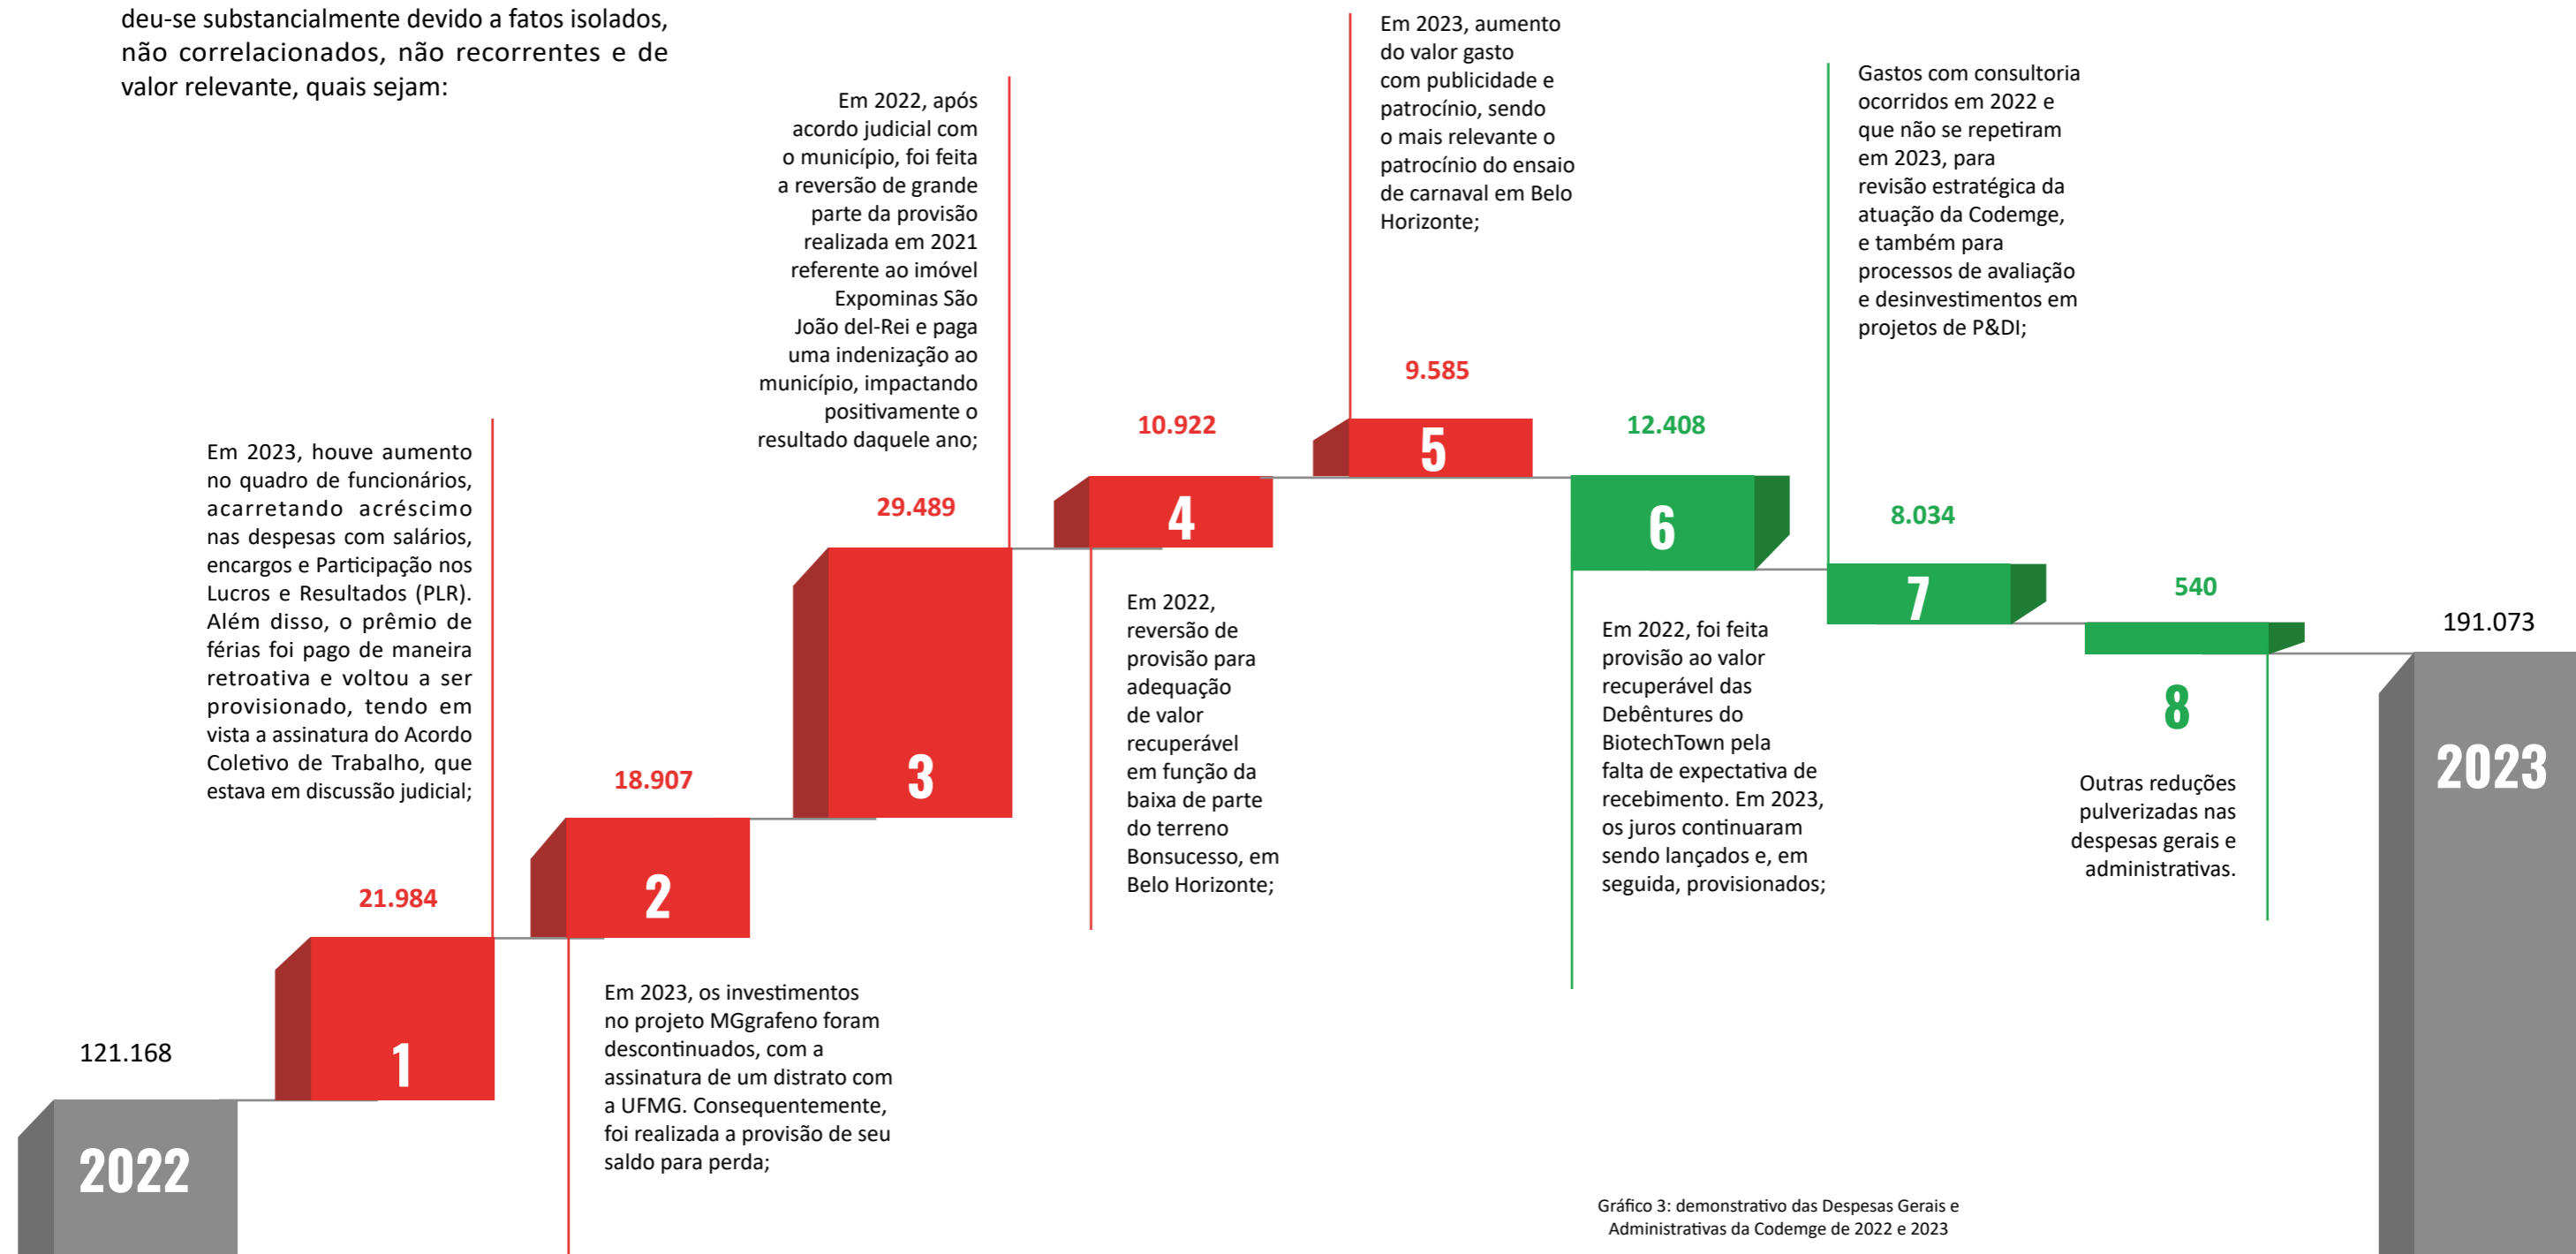 deu-se substancialmente devido a fatos isolados,
não correlacionados, não recorrentes e de
valor relevante, quais sejam:
121.168
2022
Em 2023, houve aumento
no quadro de funcionários,
acarretando acréscimo
nas despesas com salários,
encargos e Participação nos
Lucros e Resultados (PLR).
Além disso, o prêmio de
férias foi pago de maneira
retroativa e voltou a ser
provisionado, tendo em
vista a assinatura do Acordo
Coletivo de Trabalho, que
estava em discussão judicial;
21.984
1
18.907
2
Em 2023, os investimentos
no projeto MGgrafeno foram
descontinuados, com a
assinatura de um distrato com
a UFMG. Consequentemente,
foi realizada a provisão de seu
saldo para perda;
Em 2022, após
acordo judicial com
o município, foi feita
a reversão de grande
parte da provisão
realizada em 2021
referente ao imóvel
Expominas São
João del-Rei e paga
uma indenização ao
município, impactando
positivamente o
resultado daquele ano;
29.489
3
10.922
4
Em 2022,
reversão de
provisão para
adequação
de valor
recuperável
em função da
baixa de parte
do terreno
Bonsucesso, em
Belo Horizonte;
Em 2023, aumento
do valor gasto
com publicidade e
patrocínio, sendo
o mais relevante o
patrocínio do ensaio
de carnaval em Belo
Horizonte;
9.585
5
12.408
6
Em 2022, foi feita
provisão ao valor
recuperável das
Debêntures do
BiotechTown pela
falta de expectativa de
recebimento. Em 2023,
os juros continuaram
sendo lançados e, em
seguida, provisionados;
Gastos com consultoria
ocorridos em 2022 e
que não se repetiram
em 2023, para
revisão estratégica da
atuação da Codemge,
e também para
processos de avaliação
e desinvestimentos em
projetos de P&DI;
8.034
7
540
8
Outras reduções
pulverizadas nas
despesas gerais e
administrativas.
191.073
2023
Gráfico 3: demonstrativo das Despesas Gerais e
Administrativas da Codemge de 2022 e 2023